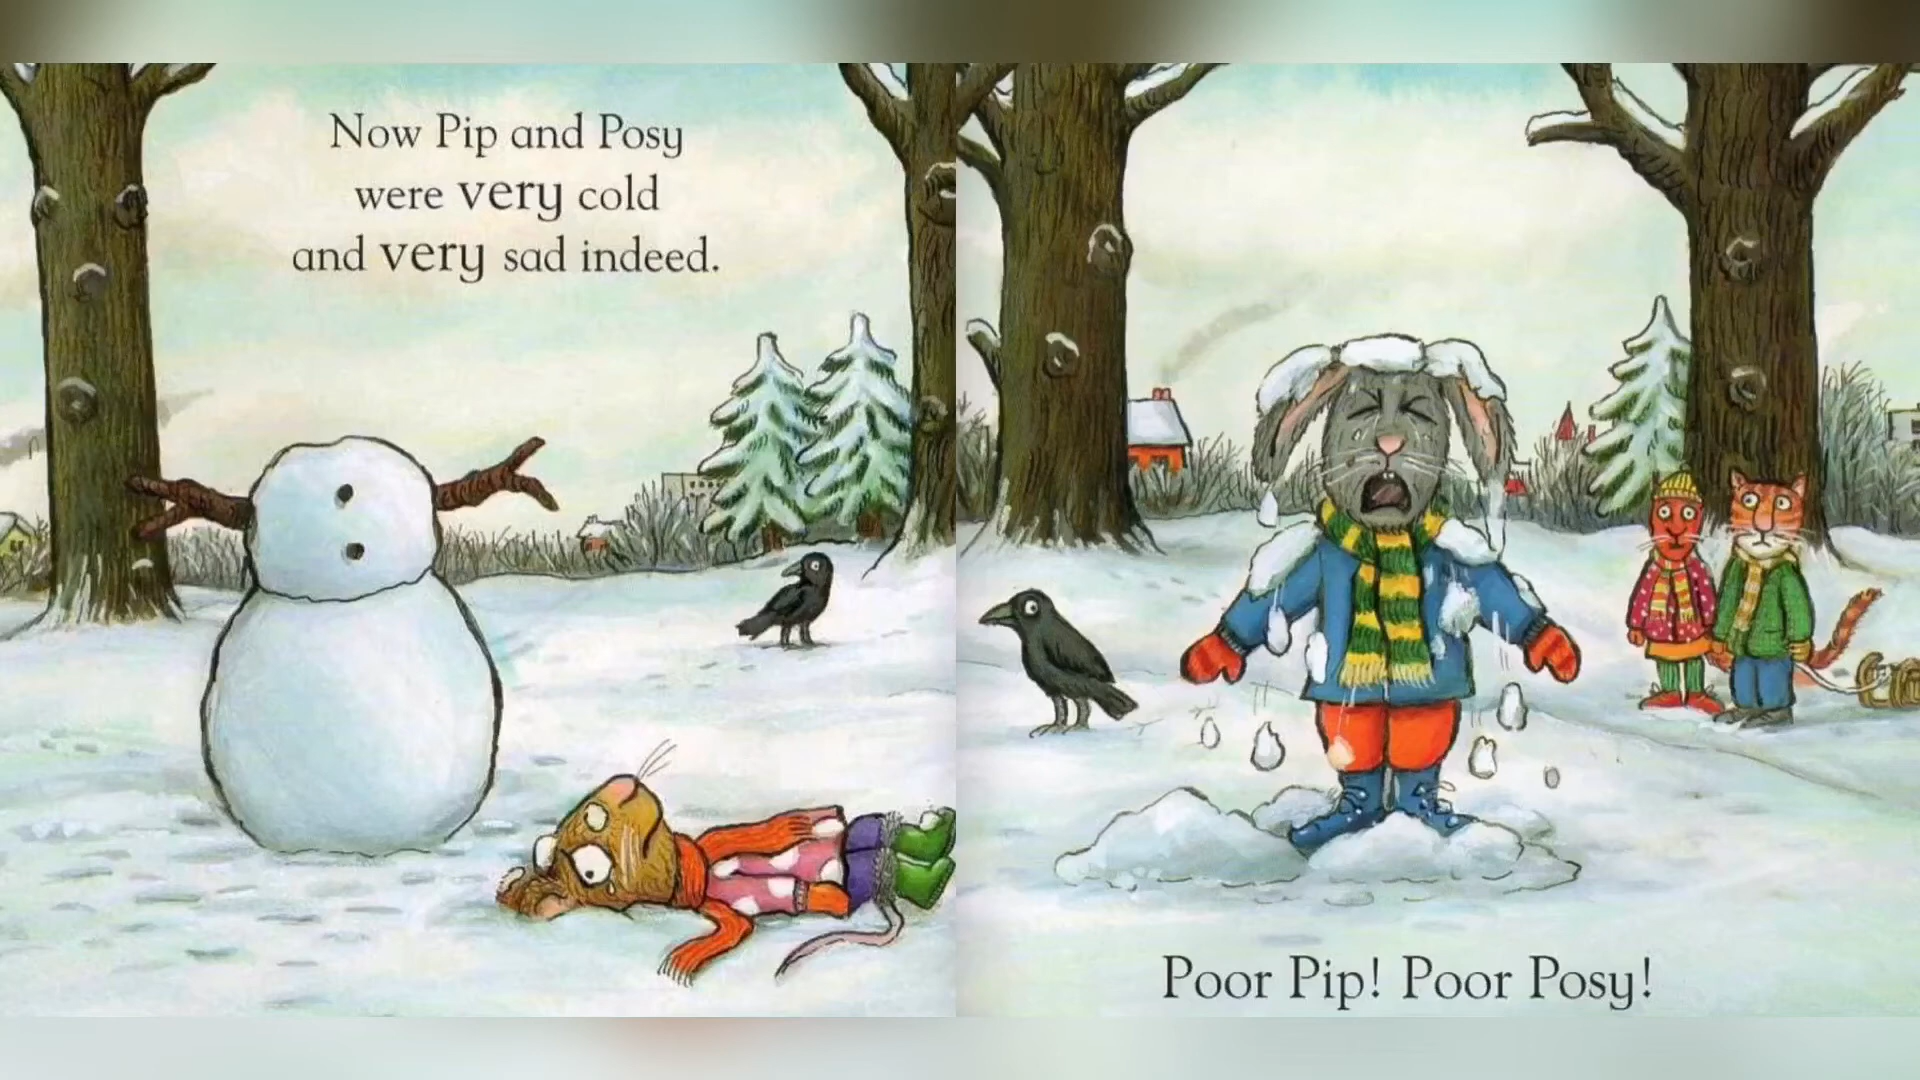 Now Pip and Posy
were very cold
and very sad indeed.
Poor Pip! Poor Posy!